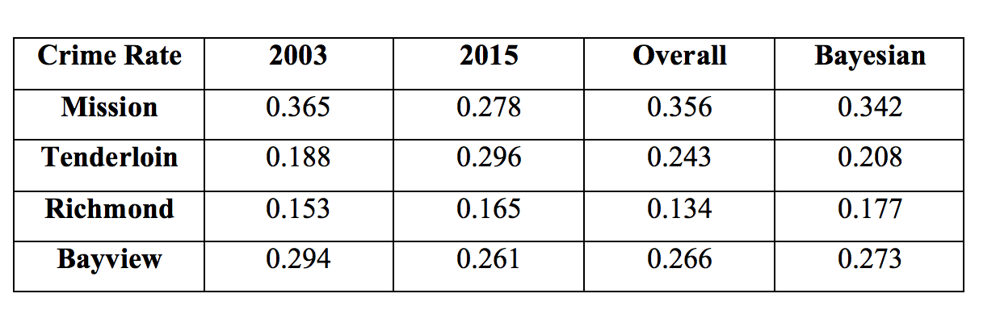 Crime Rate 2003 2015 Overall Bayesian
Mission 0.365 0.278 0.356 0.342
Tenderloin 0.188 0.296 0.243 0.208
Richmond 0.153 0.165 0.134 0.177
Bayview 0.294 0.261 0.266 0.273